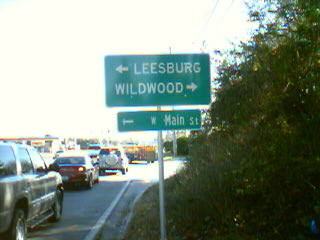 ← LEESBURG
WILDWOOD →
← W Main St